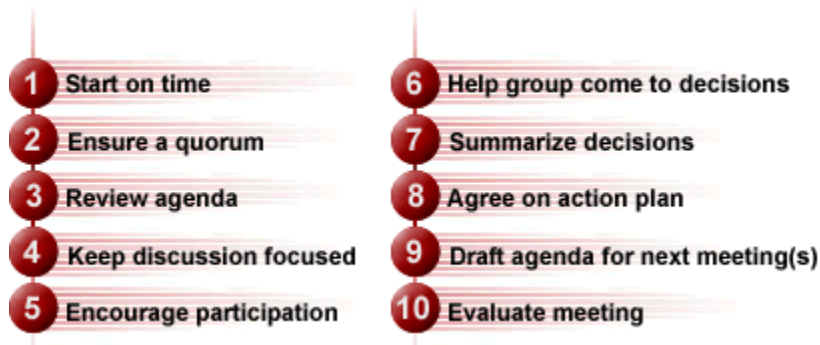 1 Start on time
2 Ensure a quorum
3 Review agenda
4 Keep discussion focused
5 Encourage participation
6 Help group come to decisions
7 Summarize decisions
8 Agree on action plan
9 Draft agenda for next meeting(s)
10 Evaluate meeting